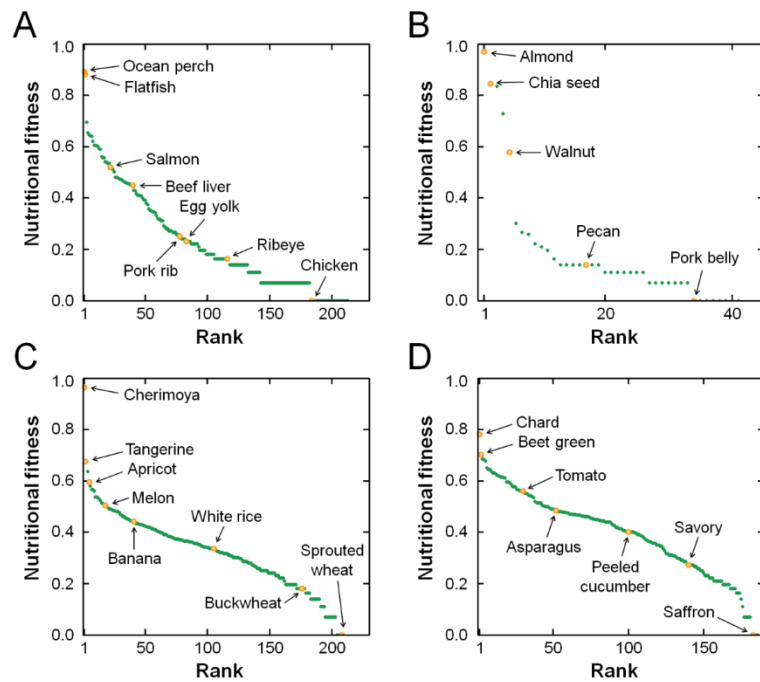 A
Nutritional fitness
1.0
0.8
0.6
0.4
0.2
0.0
Ocean perch
Flatfish
Salmon
Beef liver
Egg yolk
Pork rib
Ribeye
Chicken
1
50
100
150
200
Rank
B
Nutritional fitness
1.0
0.8
0.6
0.4
0.2
0.0
Almond
Chia seed
Walnut
Pecan
Pork belly
1
20
40
Rank
C
Nutritional fitness
1.0
0.8
0.6
0.4
0.2
0.0
Cherimoya
Tangerine
Apricot
Melon
Banana
White rice
Buckwheat
Sprouted
wheat
1
50
100
150
200
Rank
D
Nutritional fitness
1.0
0.8
0.6
0.4
0.2
0.0
Chard
Beet green
Tomato
Asparagus
Peeled
cucumber
Savory
Saffron
1
50
100
150
Rank